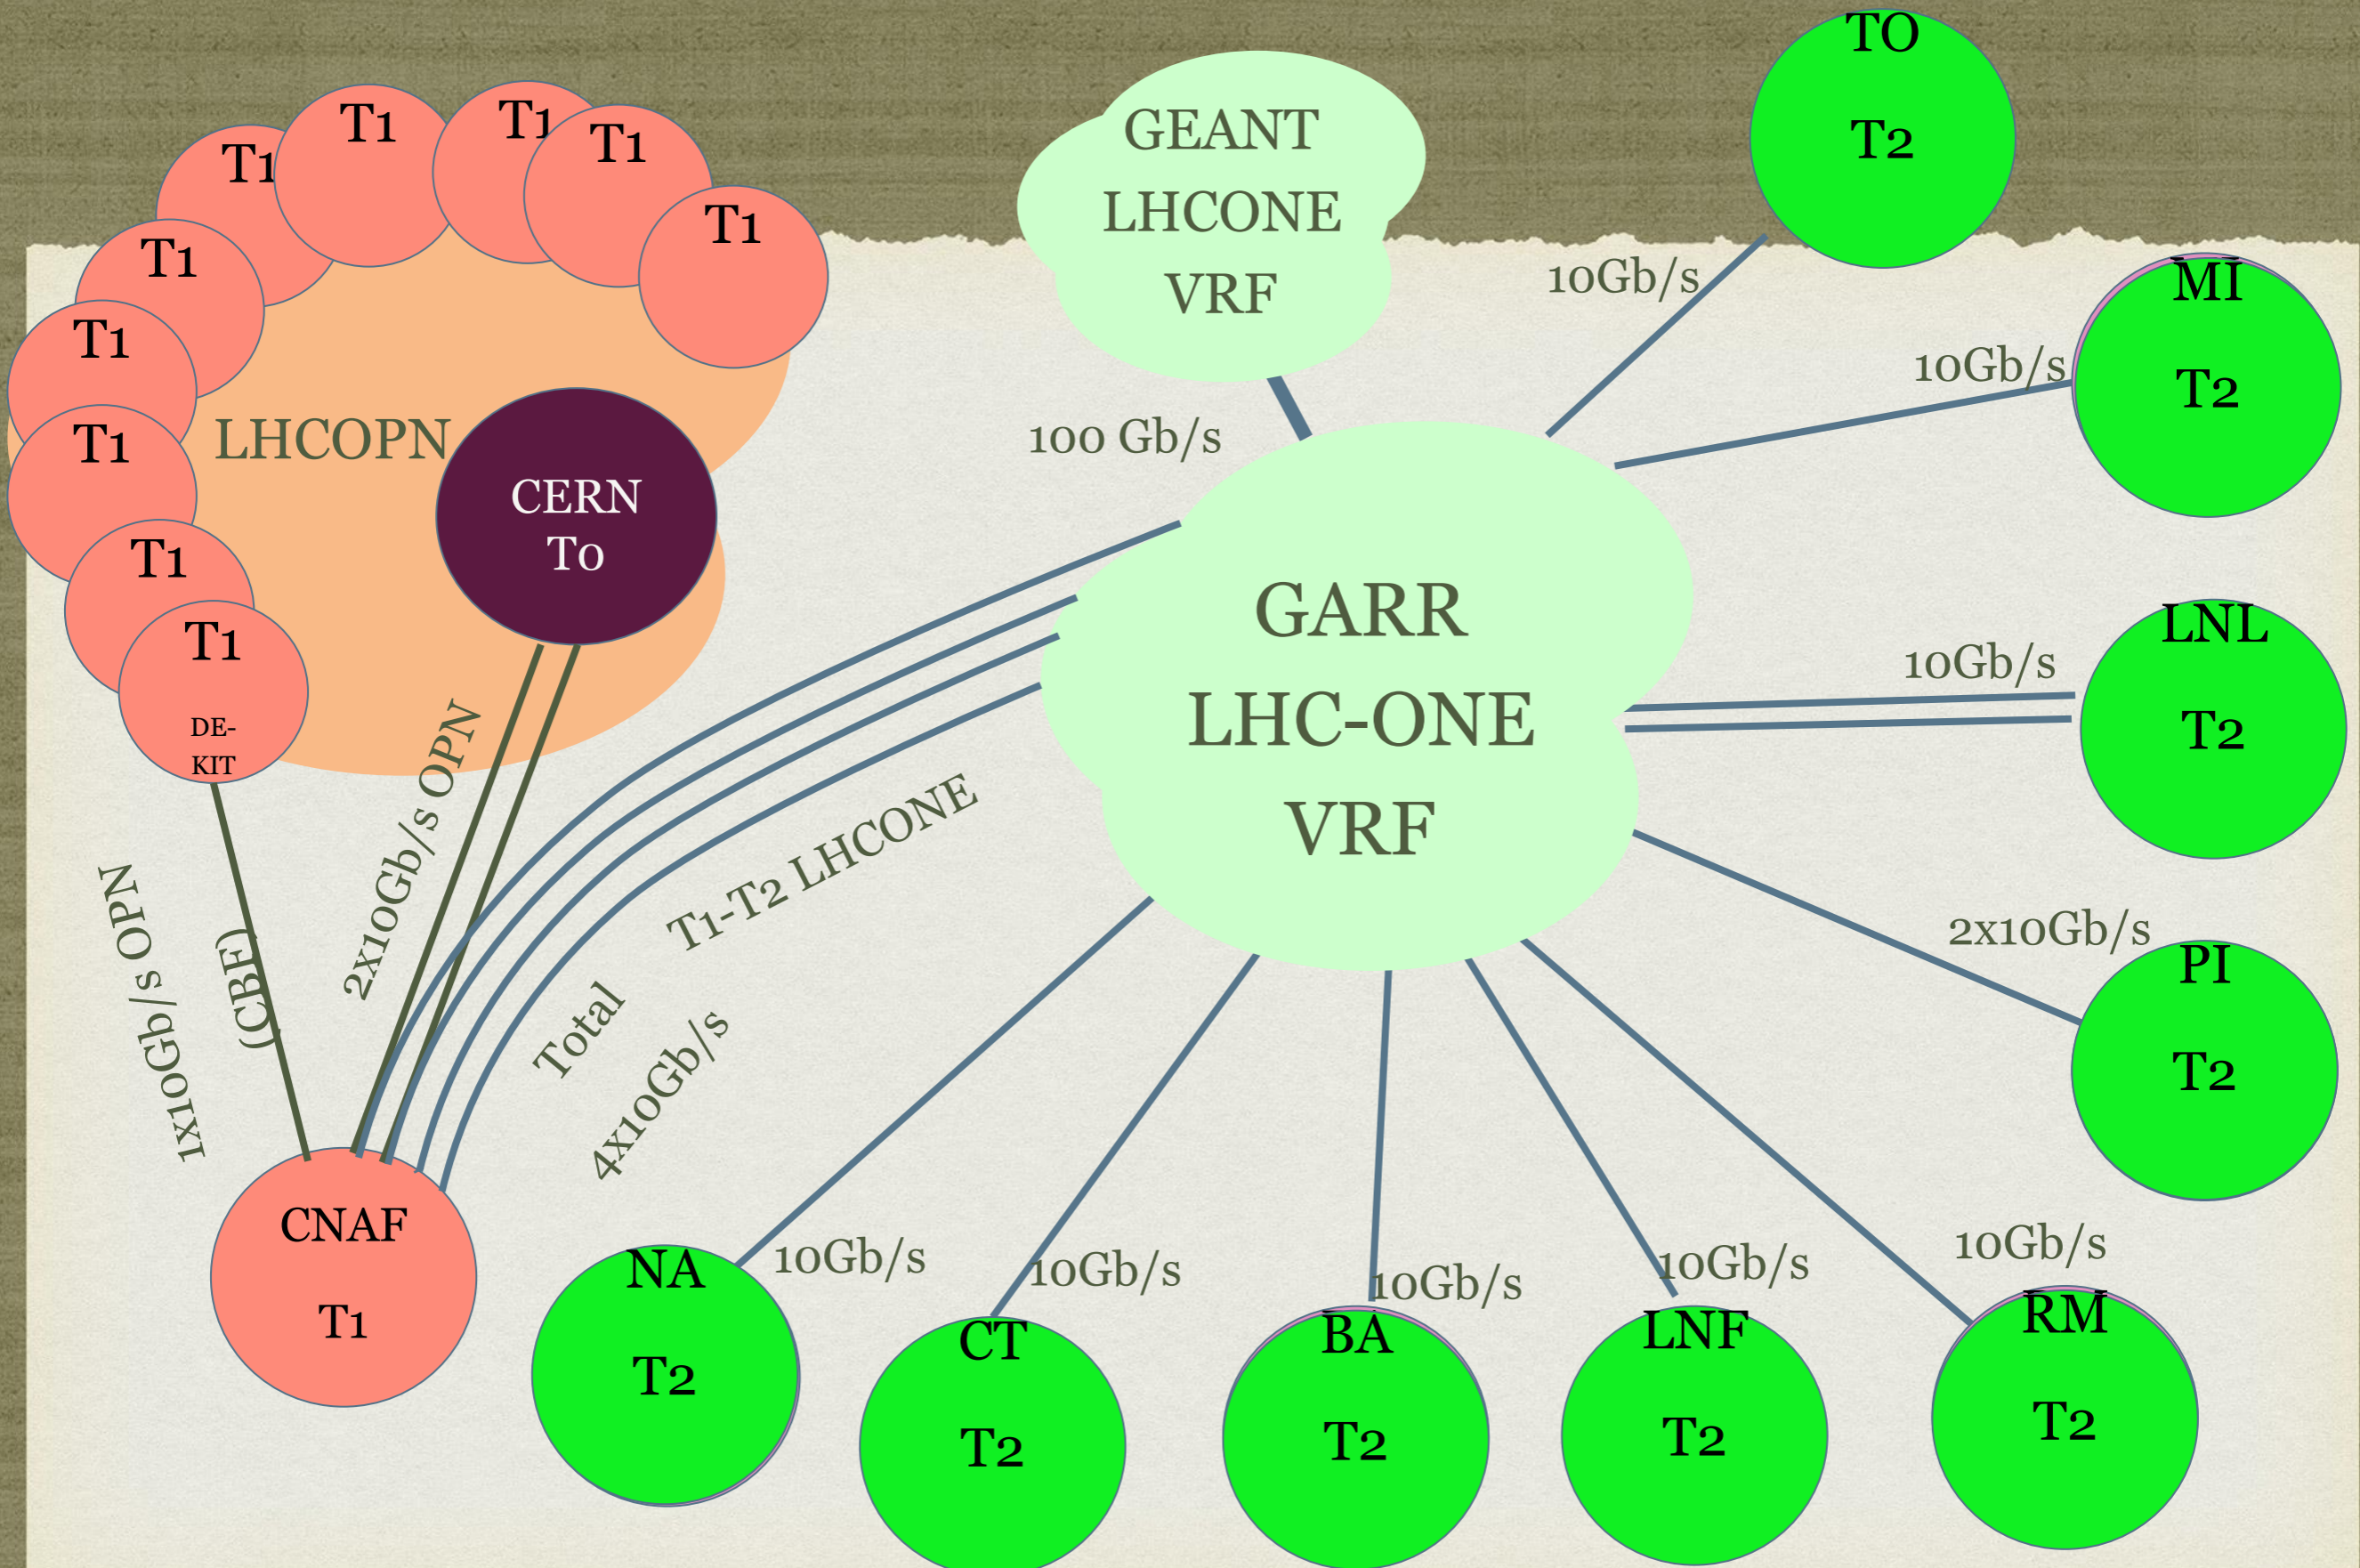 T1
T1
T1
T1
T1
T1
T1
T1
T1
T1
DE-
KIT
LHCOPN
CERN
T0
GEANT
LHCONE
VRF
100 Gb/s
GARR
LHC-ONE
VRF
TO
T2
10Gb/s
MI
T2
10Gb/s
LNL
T2
10Gb/s
PI
T2
2x10Gb/s
RM
T2
10Gb/s
LNF
T2
10Gb/s
BA
T2
10Gb/s
CT
T2
10Gb/s
NA
T2
10Gb/s
1x10Gb/s OPN
(CBF)
2x10Gb/s OPN
T1-T2 LHCONE
Total
4x10Gb/s
CNAF
T1